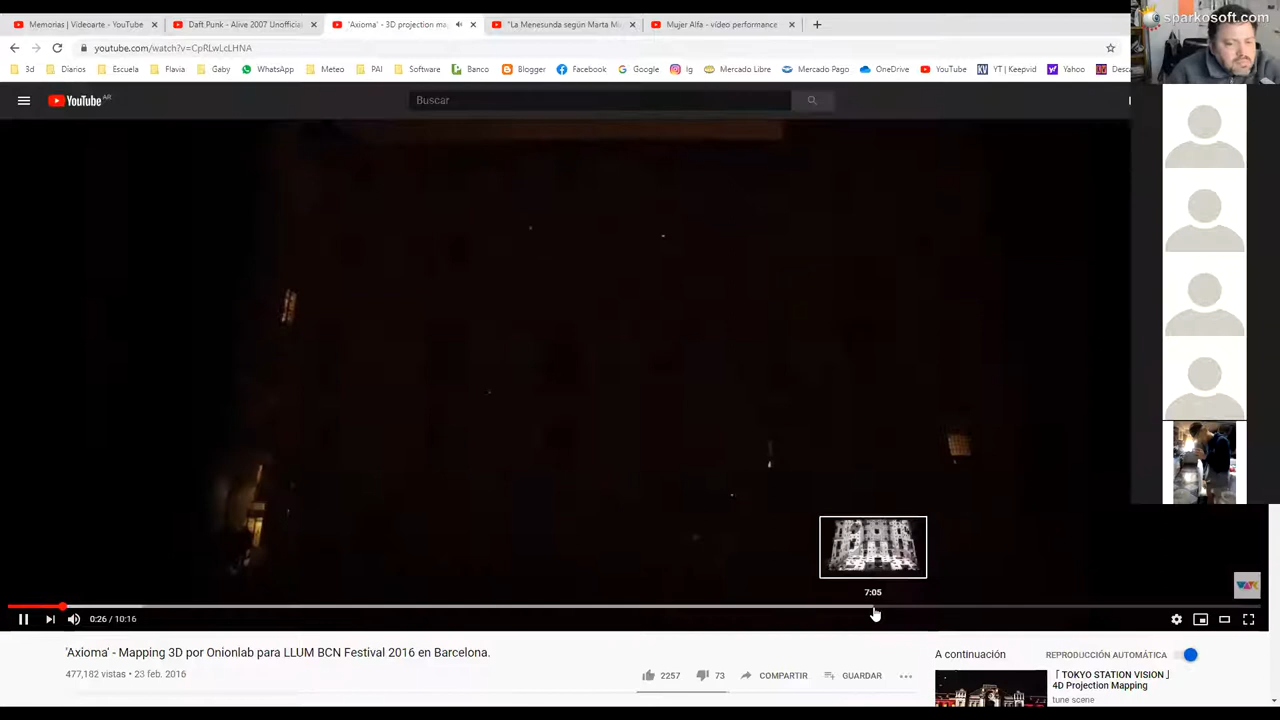 Memorias | Videoarte - YouTube
Daft Punk - Alive 2007 Unofficia
'Axioma' - 3D projection ma
"La Menesunda según Marta Mi
Mujer Alfa - vídeo performance
sparkosoft.com
youtube.com/watch?v=CpRLwLcLHNA
3d
Diarios
Escuela
Flavia
Gaby
WhatsApp
Meteo
PAI
Software
Banco
Blogger
Facebook
Google
Ig
Mercado Libre
Mercado Pago
OneDrive
YouTube
YT | Keepvid
Yahoo
Desca
YouTube AR
Buscar
7:05
0:26 / 10:16
'Axioma' - Mapping 3D por Onionlab para LLUM BCN Festival 2016 en Barcelona.
477,182 vistas • 23 feb. 2016
2257
73
COMPARTIR
GUARDAR
A continuación
REPRODUCCIÓN AUTOMÁTICA
「 TOKYO STATION VISION 」
4D Projection Mapping
tune scene